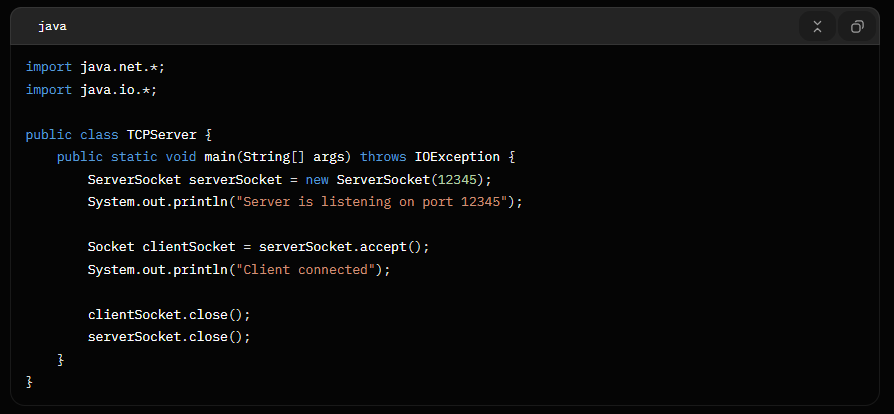 java
import java.net.*;
import java.io.*;
public class TCPServer {
    public static void main(String[] args) throws IOException {
        ServerSocket serverSocket = new ServerSocket(12345);
        System.out.println("Server is listening on port 12345");
        Socket clientSocket = serverSocket.accept();
        System.out.println("Client connected");
        clientSocket.close();
        serverSocket.close();
    }
}